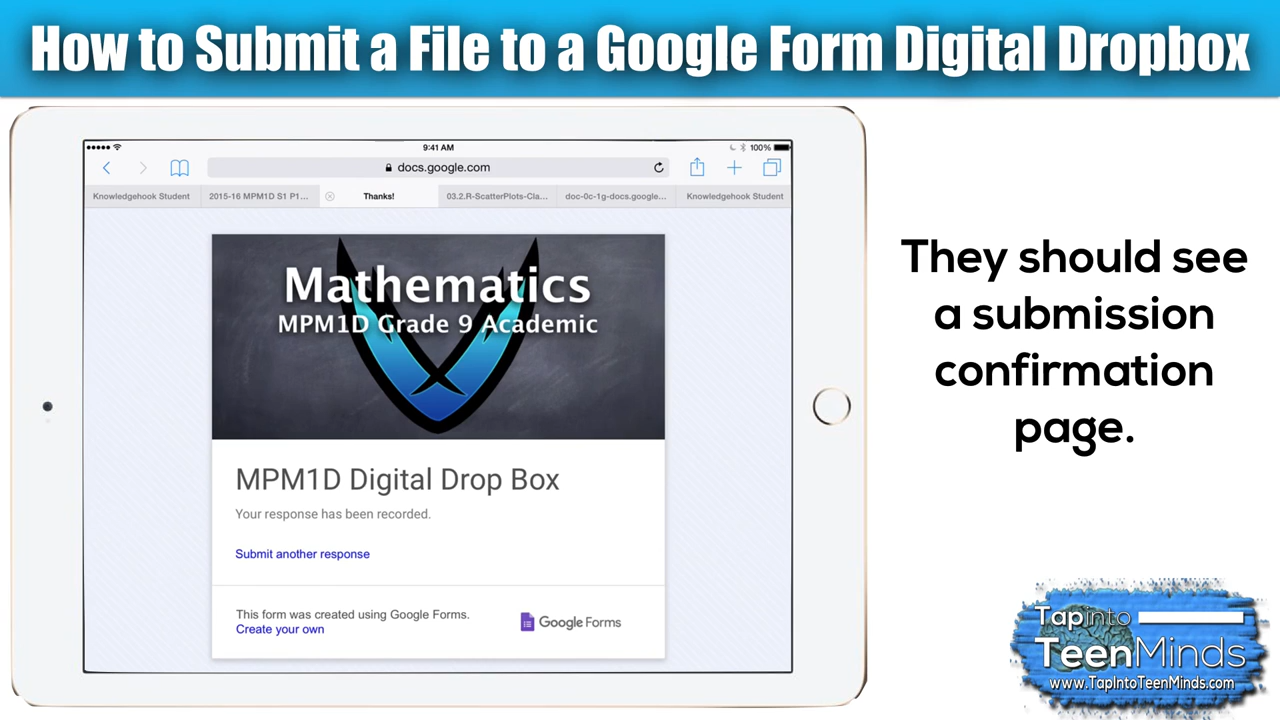 How to Submit a File to a Google Form Digital Dropbox
9:41 AM
100%
docs.google.com
Knowledgehook Student
2015-16 MPM1D S1 P1...
Thanks!
03.2.R-ScatterPlots-Cla...
doc-0c-1g-docs.google...
Knowledgehook Student
Mathematics
MPM1D Grade 9 Academic
MPM1D Digital Drop Box
Your response has been recorded.
Submit another response
This form was created using Google Forms.
Create your own
Google Forms
They should see
a submission
confirmation
page.
Tap into
TeenMinds
www.TapIntoTeenMinds.com